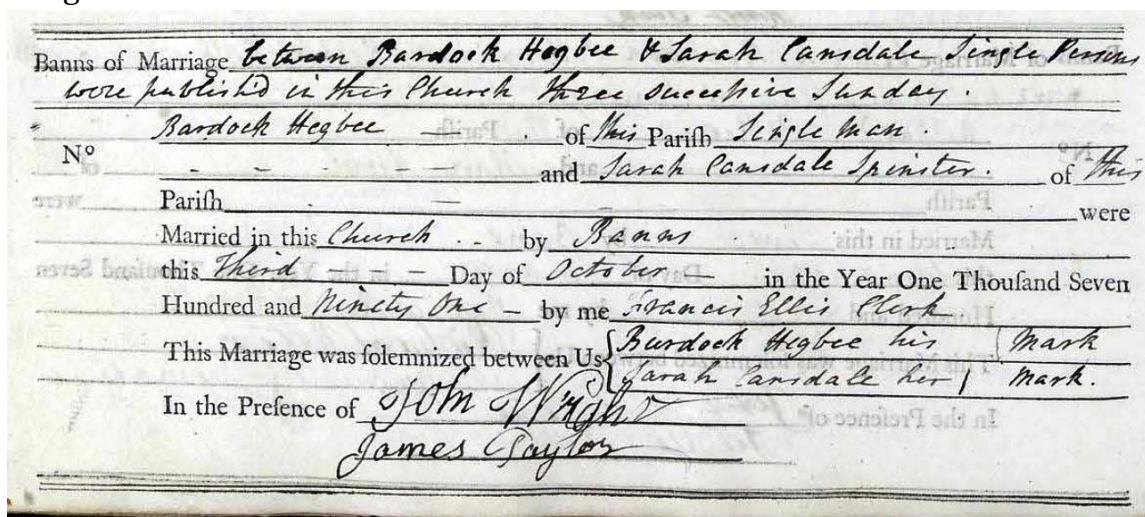 Banns of Marriage between Bardock Hegbee & Sarah Cansdale Single Persons
were publish'd in this Church three successive Sunday.
Bardock Hegbee of this Pariſh Single Man.
Nº
and Sarah Cansdale Spinster. of this
Pariſh were
Married in this Church by Banns
this Third Day of October in the Year One Thouſand Seven
Hundred and Ninety One by me Francis Ellis Clerk
This Marriage was ſolemnized between Us { Burdock Hegbee his | Mark
Sarah Cansdale her | Mark.
In the Preſence of John Wright
James Taylor